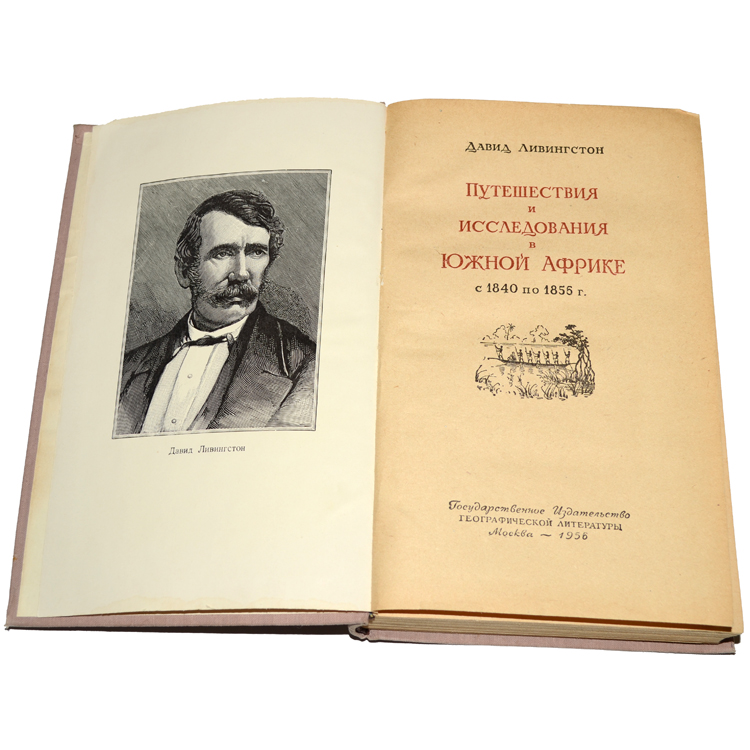 Давид Ливингстон
Давид Ливингстон
Путешествия
и
исследования
в
Южной Африке
с 1840 по 1855 г.
Государственное Издательство
географической литературы
Москва — 1956